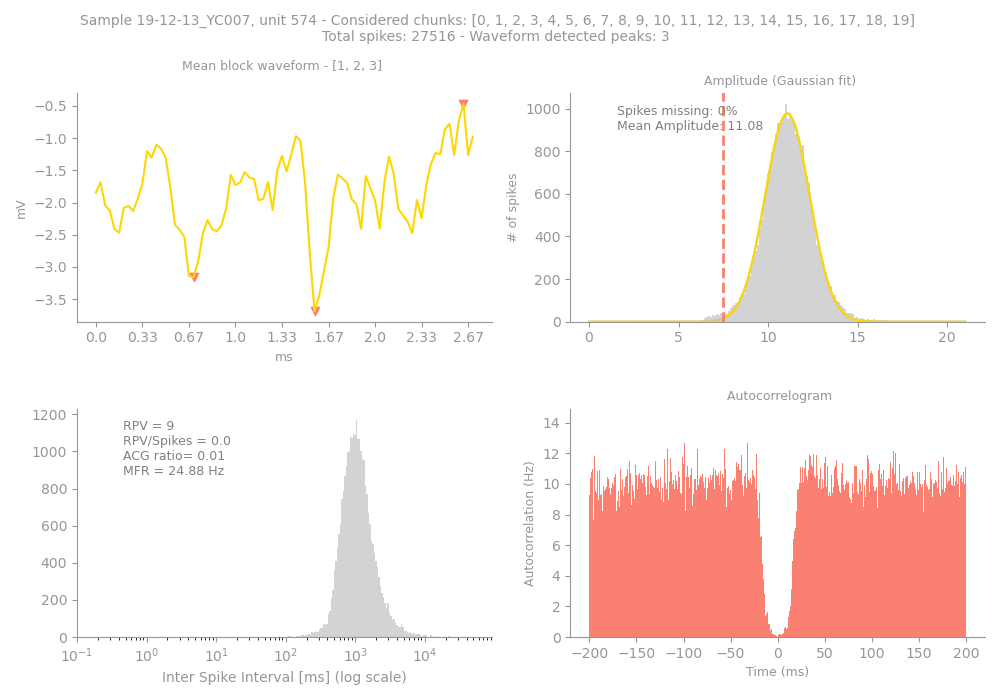 Sample 19-12-13_YC007, unit 574 - Considered chunks: [0, 1, 2, 3, 4, 5, 6, 7, 8, 9, 10, 11, 12, 13, 14, 15, 16, 17, 18, 19]
Total spikes: 27516 - Waveform detected peaks: 3
Mean block waveform - [1, 2, 3]
−0.5
−1.0
−1.5
−2.0
−2.5
−3.0
−3.5
mV
0.0 0.33 0.67 1.0 1.33 1.67 2.0 2.33 2.67
ms
Amplitude (Gaussian fit)
Spikes missing: 0%
Mean Amplitude: 11.08
1000
800
600
400
200
0
# of spikes
0 5 10 15 20
RPV = 9
RPV/Spikes = 0.0
ACG ratio= 0.01
MFR = 24.88 Hz
1200
1000
800
600
400
200
0
10⁻¹ 10⁰ 10¹ 10² 10³ 10⁴
Inter Spike Interval [ms] (log scale)
Autocorrelogram
14
12
10
8
6
4
2
0
Autocorrelation (Hz)
−200 −150 −100 −50 0 50 100 150 200
Time (ms)